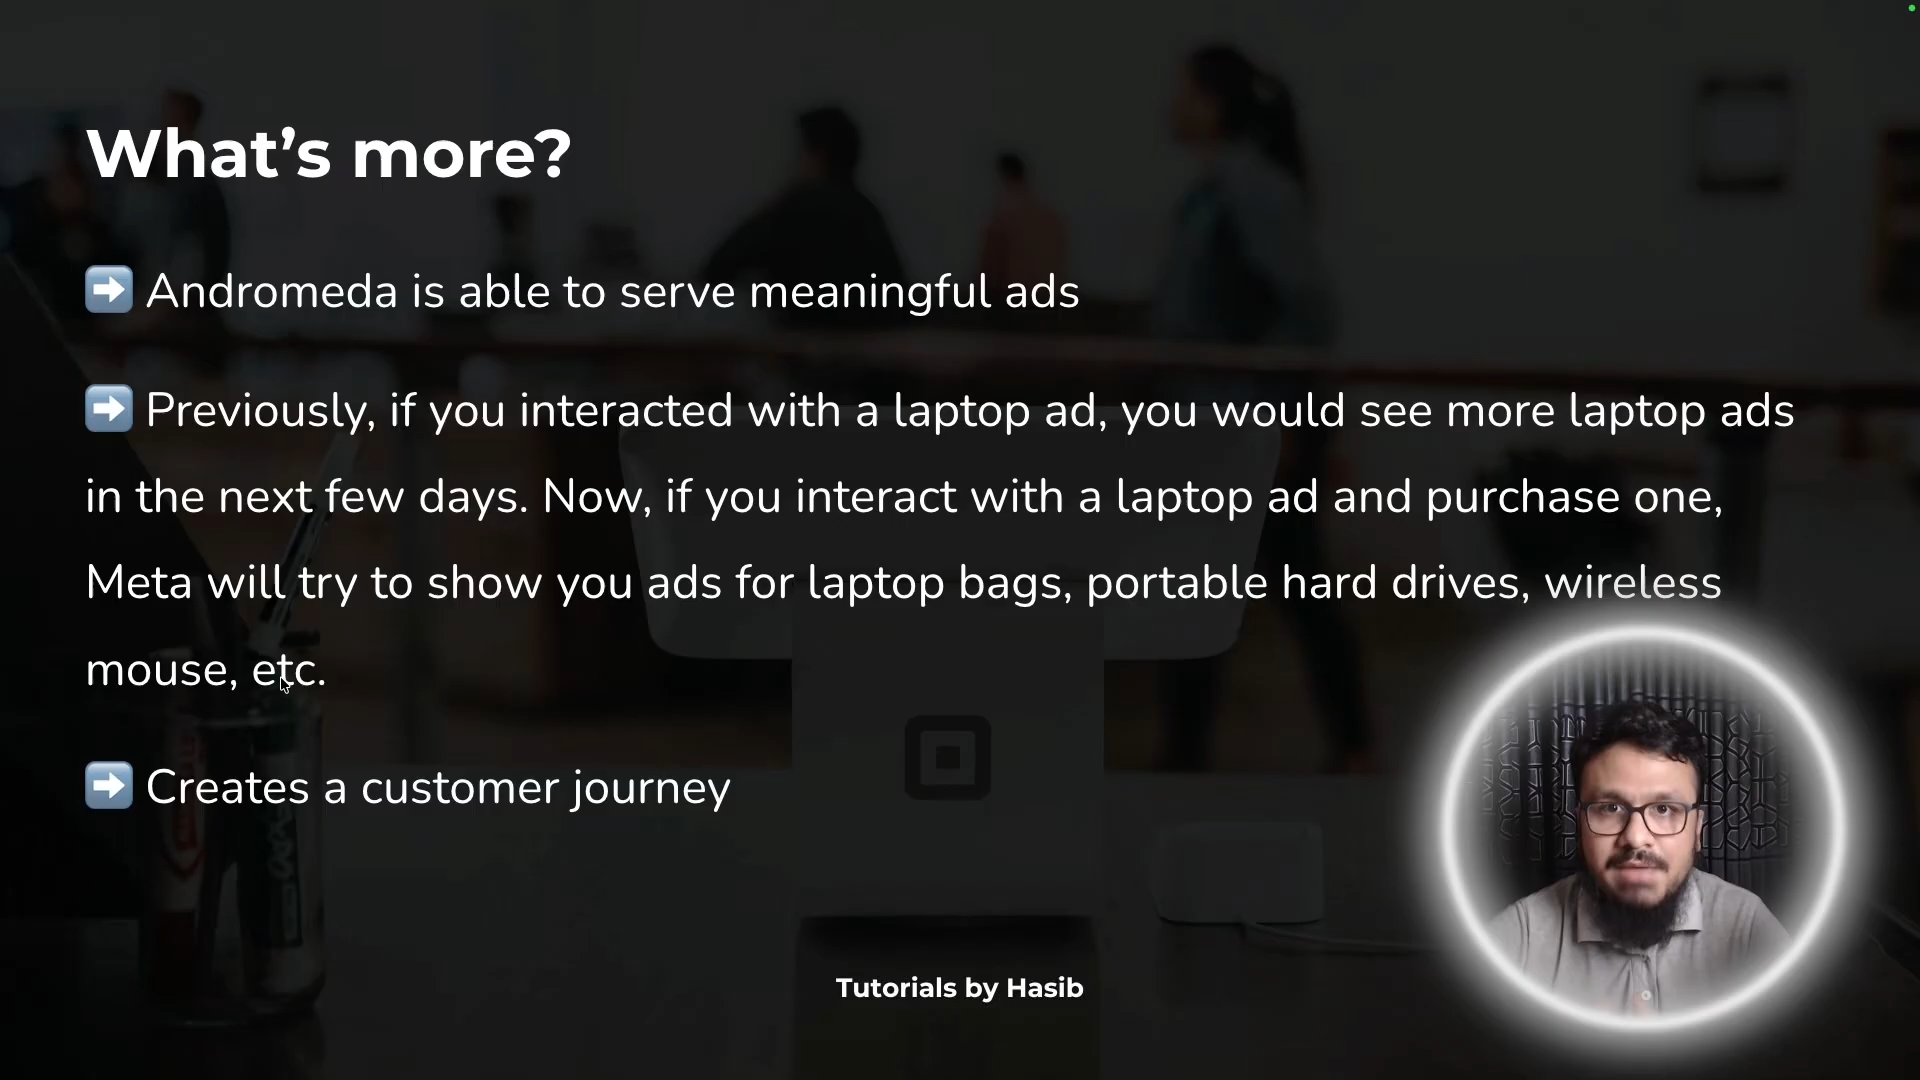 What’s more?
➡️ Andromeda is able to serve meaningful ads
➡️ Previously, if you interacted with a laptop ad, you would see more laptop ads
in the next few days. Now, if you interact with a laptop ad and purchase one,
Meta will try to show you ads for laptop bags, portable hard drives, wireless
mouse, etc.
➡️ Creates a customer journey
Tutorials by Hasib